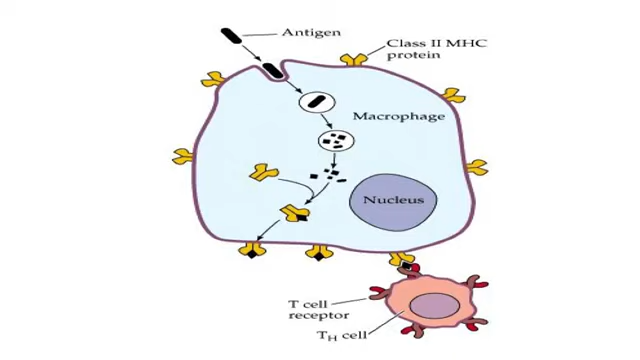 Antigen
Class II MHC
protein
Macrophage
Nucleus
T cell
receptor
TH cell